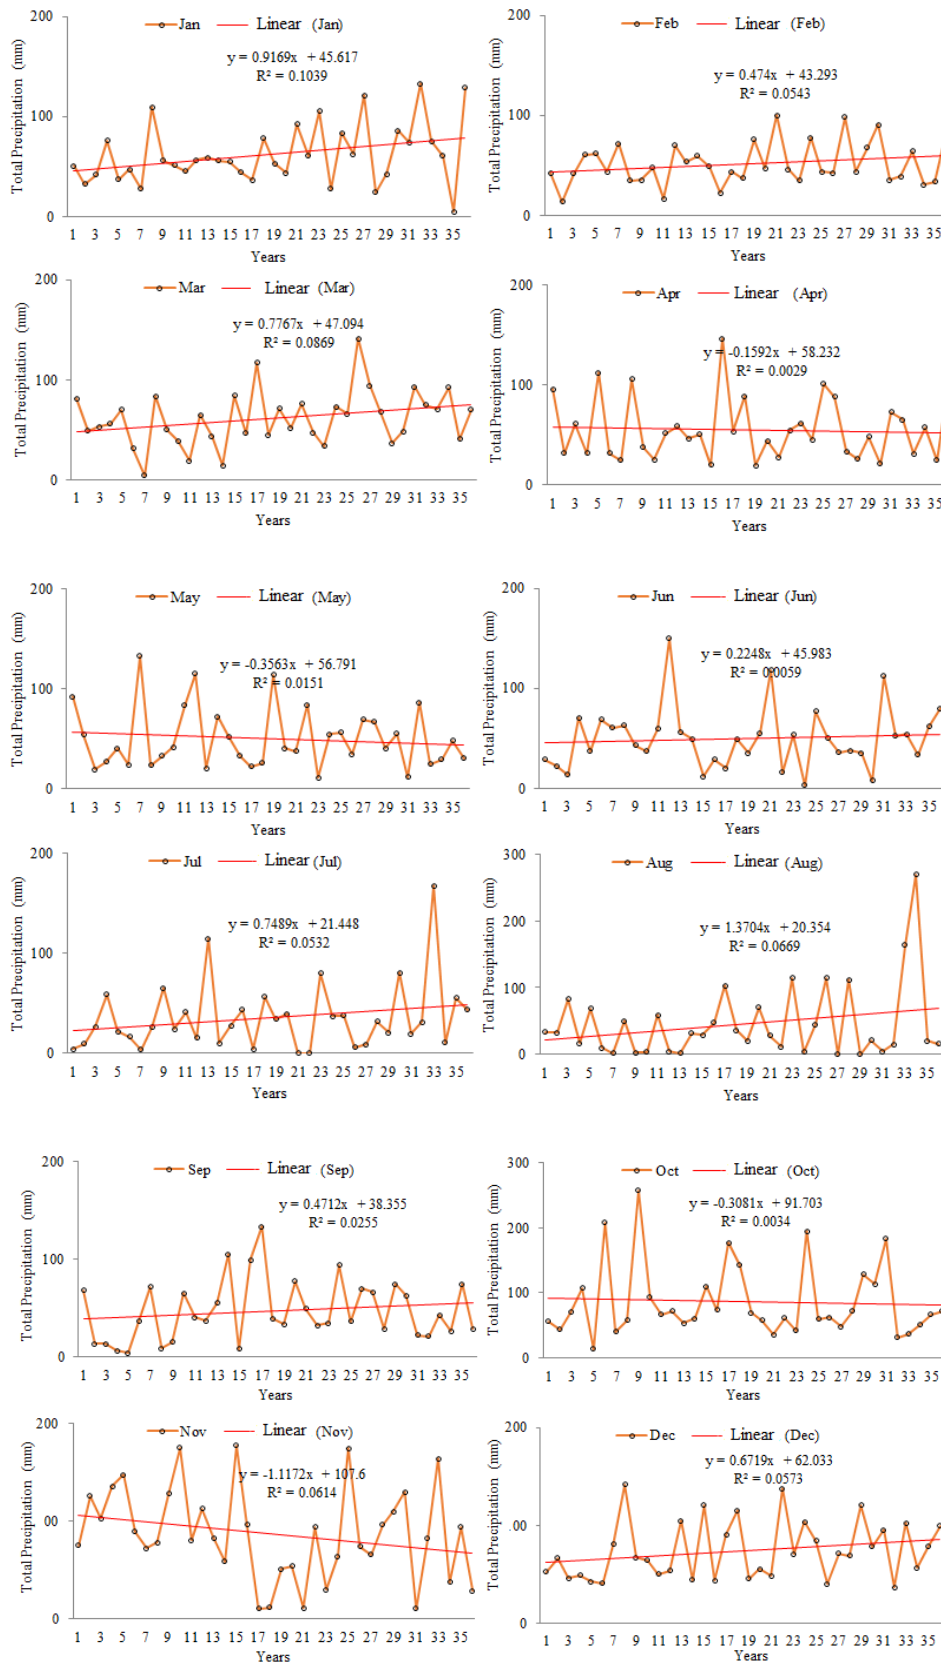 Jan Linear (Jan)
y = 0.9169x + 45.617
R² = 0.1039
Total Precipitation (mm)
200
100
0
1 3 5 7 9 11 13 15 17 19 21 23 25 27 29 31 33 35
Years
Feb Linear (Feb)
y = 0.474x + 43.293
R² = 0.0543
Total Precipitation (mm)
200
100
0
1 3 5 7 9 11 13 15 17 19 21 23 25 27 29 31 33 35
Years
Mar Linear (Mar)
y = 0.7767x + 47.094
R² = 0.0869
Total Precipitation (mm)
200
100
0
1 3 5 7 9 11 13 15 17 19 21 23 25 27 29 31 33 35
Years
Apr Linear (Apr)
y = -0.1592x + 58.232
R² = 0.0029
Total Precipitation (mm)
200
100
0
1 3 5 7 9 11 13 15 17 19 21 23 25 27 29 31 33 35
Years
May Linear (May)
y = -0.3563x + 56.791
R² = 0.0151
Total Precipitation (mm)
200
100
0
1 3 5 7 9 11 13 15 17 19 21 23 25 27 29 31 33 35
Years
Jun Linear (Jun)
y = 0.2248x + 45.983
R² = 0.0059
Total Precipitation (mm)
200
100
0
1 3 5 7 9 11 13 15 17 19 21 23 25 27 29 31 33 35
Years
Jul Linear (Jul)
y = 0.7489x + 21.448
R² = 0.0532
Total Precipitation (mm)
200
100
0
1 3 5 7 9 11 13 15 17 19 21 23 25 27 29 31 33 35
Years
Aug Linear (Aug)
y = 1.3704x + 20.354
R² = 0.0669
Total Precipitation (mm)
300
200
100
0
1 3 5 7 9 11 13 15 17 19 21 23 25 27 29 31 33 35
Years
Sep Linear (Sep)
y = 0.4712x + 38.355
R² = 0.0255
Total Precipitation (mm)
200
100
0
1 3 5 7 9 11 13 15 17 19 21 23 25 27 29 31 33 35
Years
Oct Linear (Oct)
y = -0.3081x + 91.703
R² = 0.0034
Total Precipitation (mm)
300
200
100
0
1 3 5 7 9 11 13 15 17 19 21 23 25 27 29 31 33 35
Years
Nov Linear (Nov)
y = -1.1172x + 107.6
R² = 0.0614
Total Precipitation (mm)
200
100
0
1 3 5 7 9 11 13 15 17 19 21 23 25 27 29 31 33 35
Years
Dec Linear (Dec)
y = 0.6719x + 62.033
R² = 0.0573
Total Precipitation (mm)
200
.00
0
1 3 5 7 9 11 13 15 17 19 21 23 25 27 29 31 33 35
Years